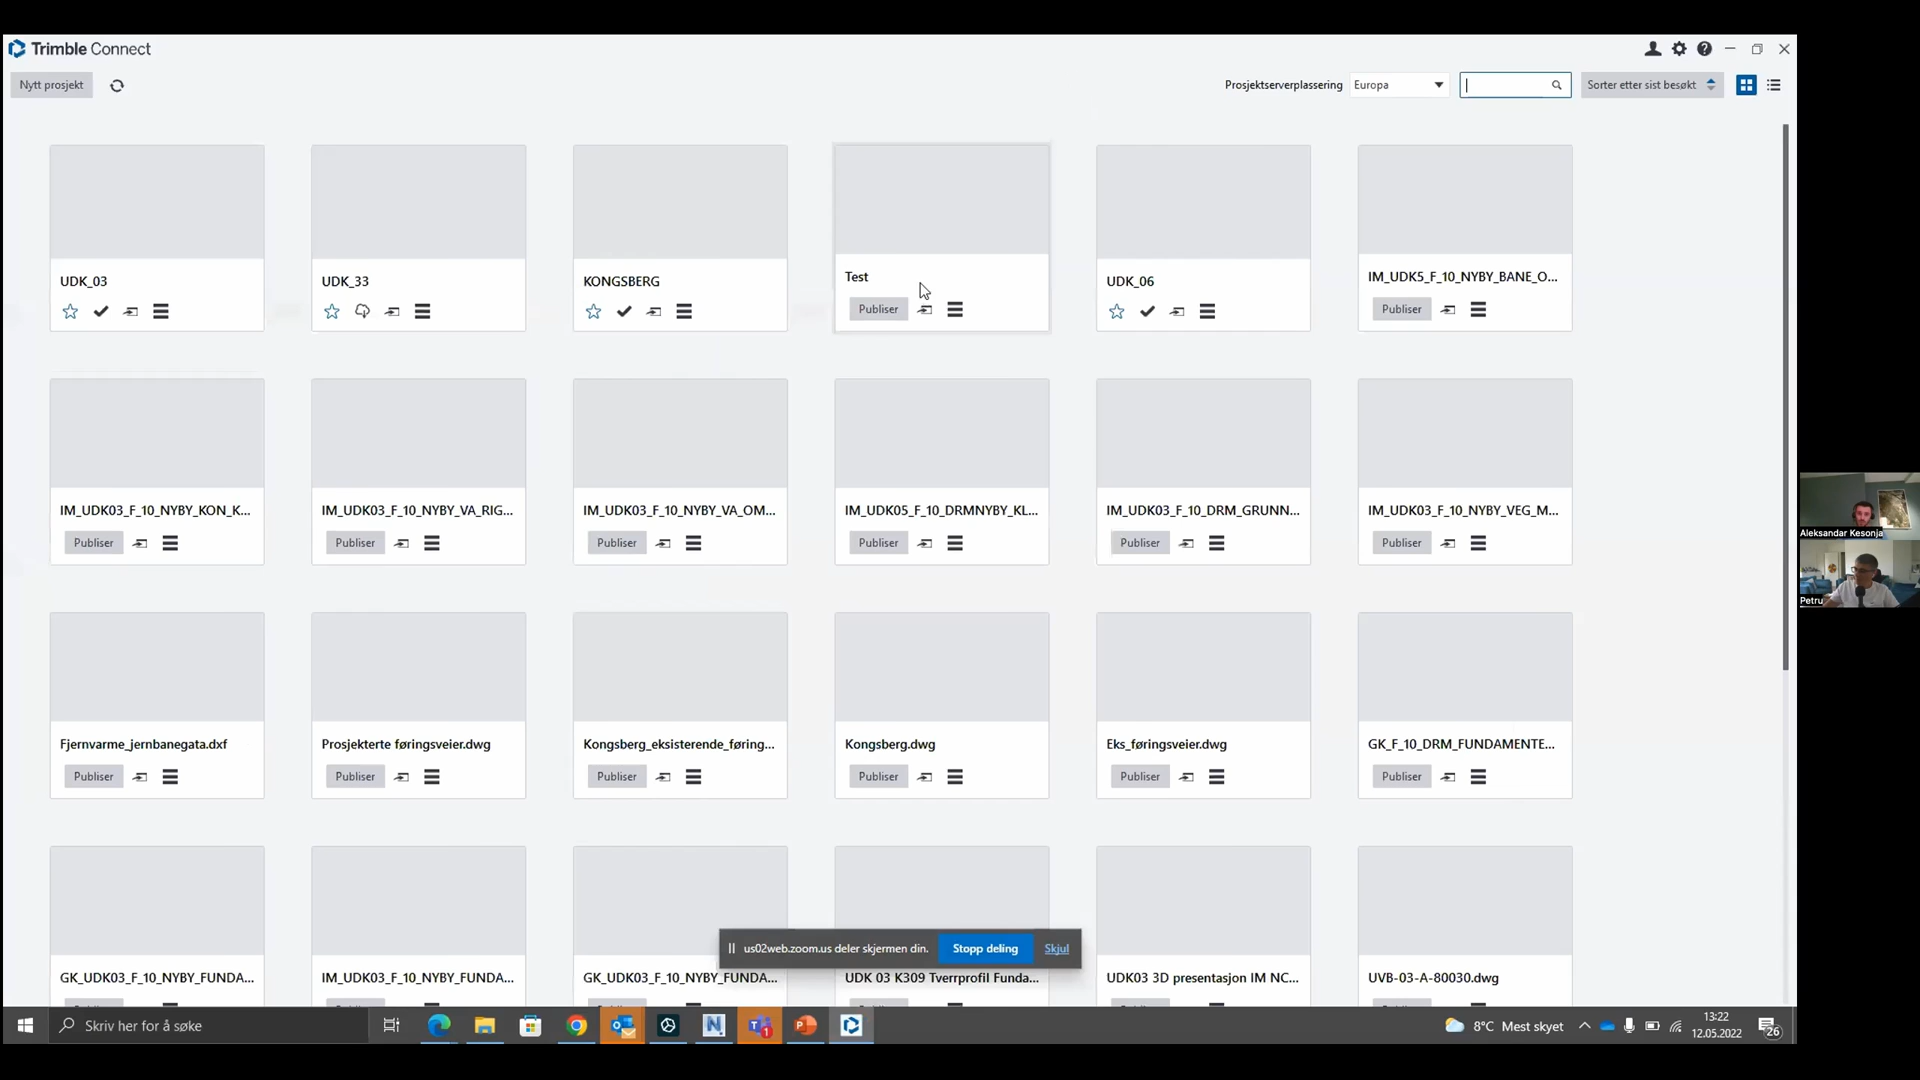 Trimble Connect
Nytt prosjekt
Prosjektserverplassering
Europa
Sorter etter sist besøkt
UDK_03
UDK_33
KONGSBERG
Test
UDK_06
IM_UDK5_F_10_NYBY_BANE_O...
Publiser
Publiser
IM_UDK03_F_10_NYBY_KON_K...
IM_UDK03_F_10_NYBY_VA_RIG...
IM_UDK03_F_10_NYBY_VA_OM...
IM_UDK05_F_10_DRMNYBY_KL...
IM_UDK03_F_10_DRM_GRUNN...
IM_UDK03_F_10_NYBY_VEG_M...
Publiser
Publiser
Publiser
Publiser
Publiser
Publiser
Aleksandar Kesonja
Petru
Fjernvarme_jernbanegata.dxf
Prosjekterte føringsveier.dwg
Kongsberg_eksisterende_føring...
Kongsberg.dwg
Eks_føringsveier.dwg
GK_F_10_DRM_FUNDAMENTE...
Publiser
Publiser
Publiser
Publiser
Publiser
Publiser
us02web.zoom.us deler skjermen din.
Stopp deling
Skjul
GK_UDK03_F_10_NYBY_FUNDA...
IM_UDK03_F_10_NYBY_FUNDA...
GK_UDK03_F_10_NYBY_FUNDA...
UDK 03 K309 Tverrprofil Funda...
UDK03 3D presentasjon IM NC...
UVB-03-A-80030.dwg
Skriv her for å søke
8°C Mest skyet
13:22
12.05.2022
26